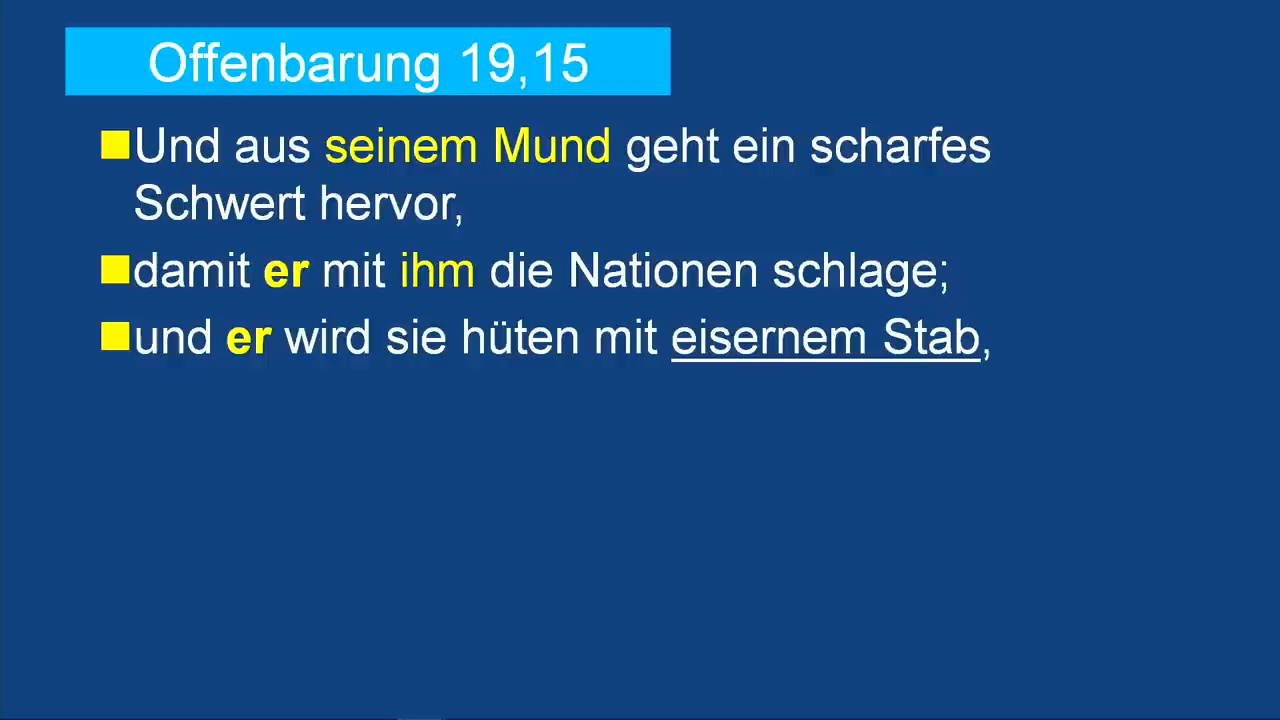 Offenbarung 19,15
Und aus seinem Mund geht ein scharfes
Schwert hervor,
damit er mit ihm die Nationen schlage;
und er wird sie hüten mit eisernem Stab,